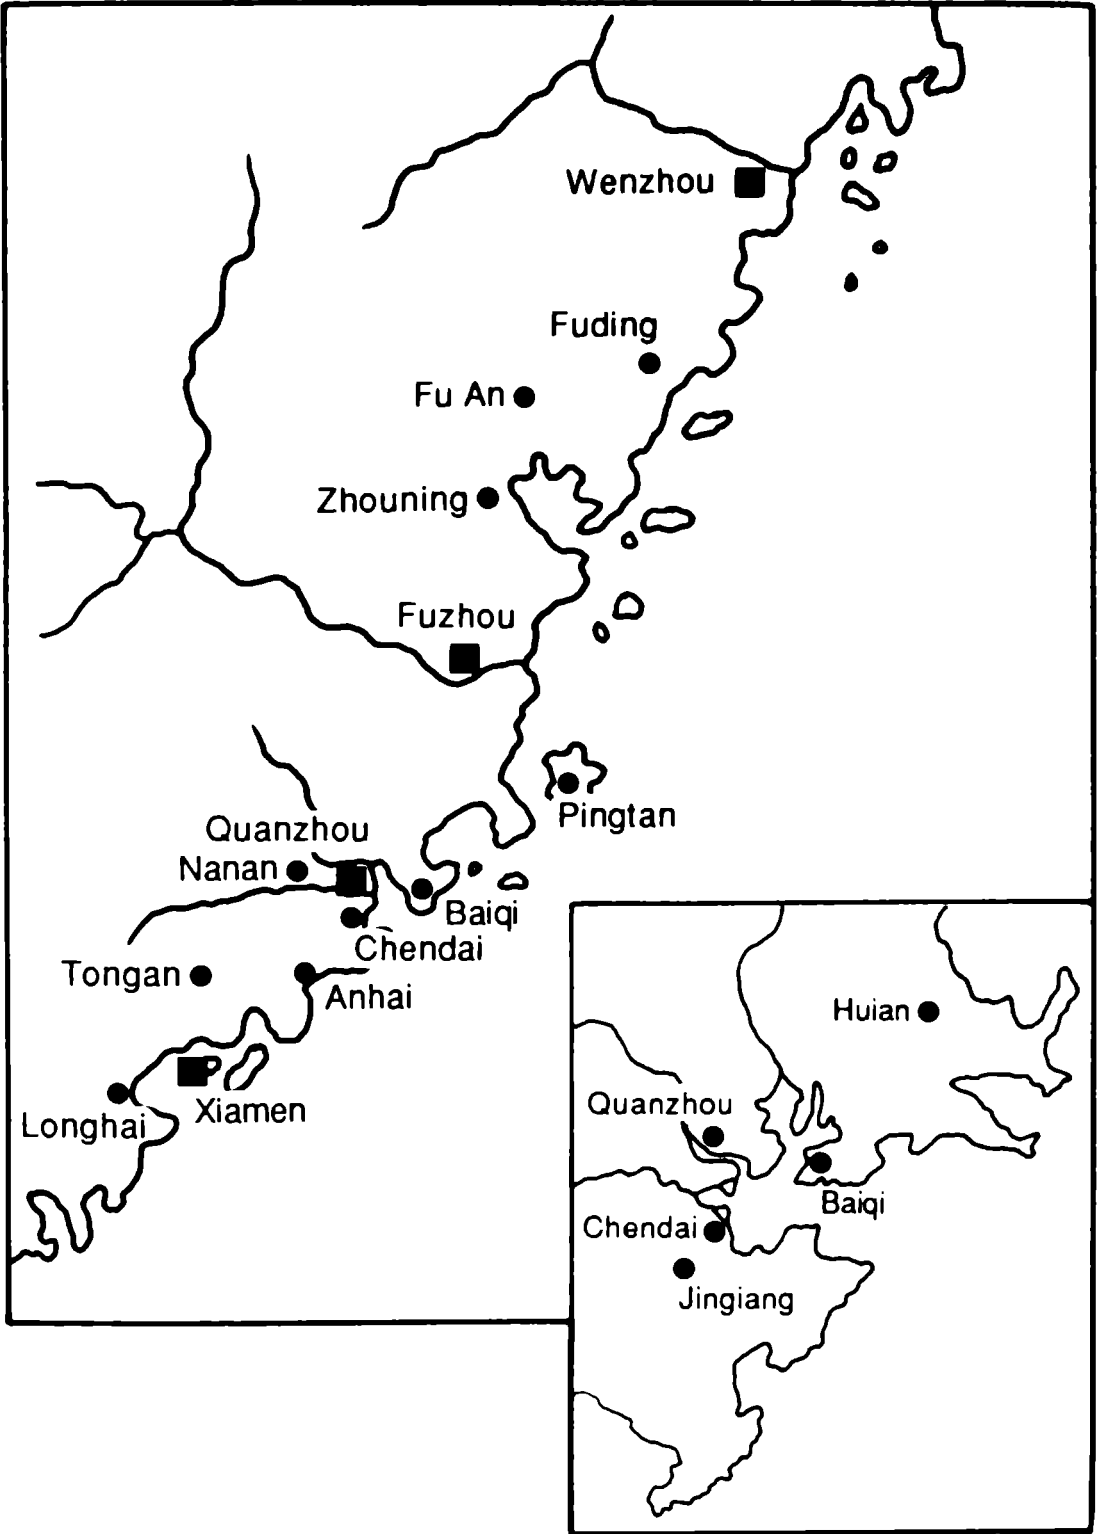 Wenzhou
Fuding
Fu An
Zhouning
Fuzhou
Pingtan
Quanzhou
Nanan
Baiqi
Chendai
Tongan
Anhai
Xiamen
Longhai
Huian
Quanzhou
Baiqi
Chendai
Jingiang